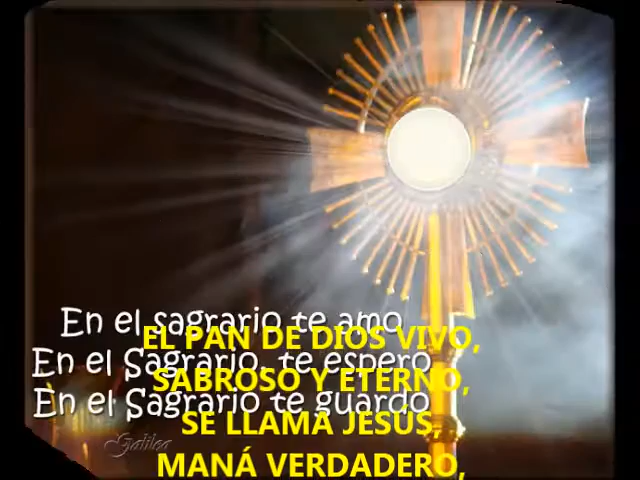 En el sagrario te amo
EL PAN DE DIOS VIVO,
En el Sagrario, te espero
SABROSO Y ETERNO,
En el Sagrario te guardo
SE LLAMA JESÚS,
Galilea
MANÁ VERDADERO,